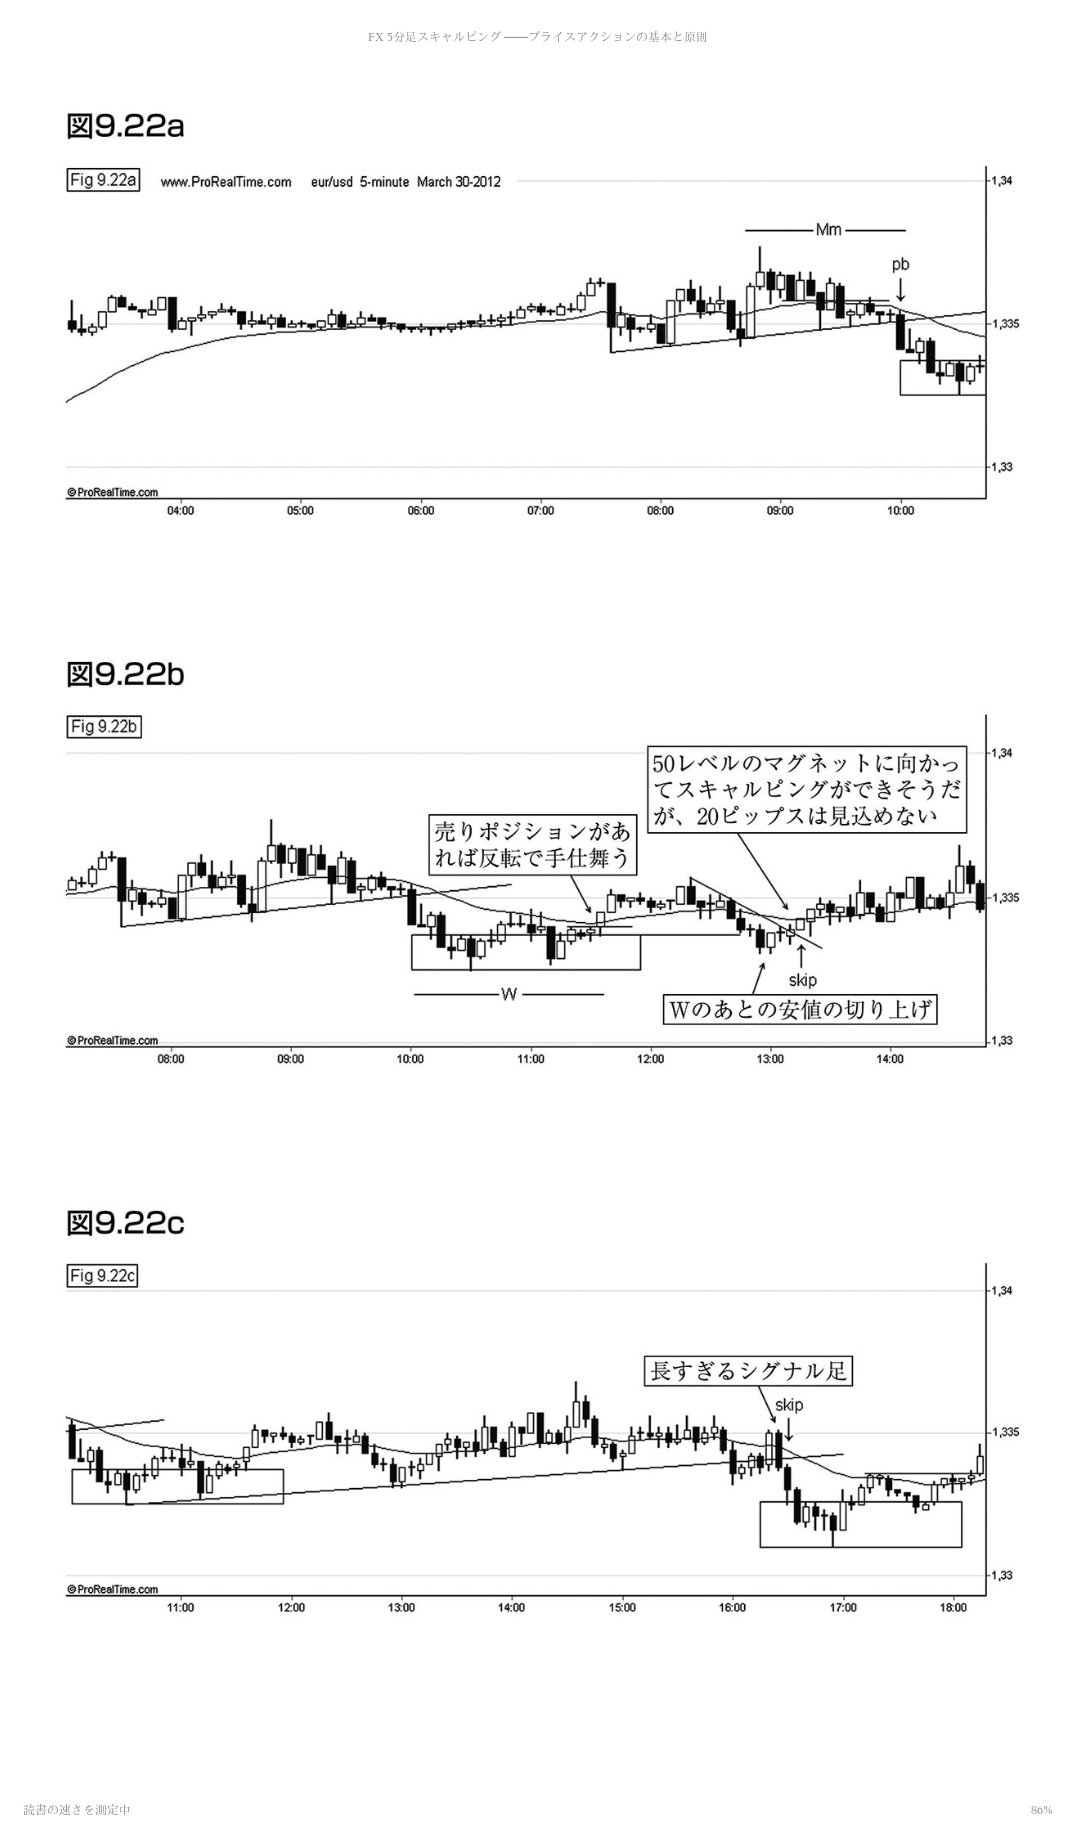 FX 5分足スキャルピング ――プライスアクションの基本と原則
図9.22a
Fig 9.22a www.ProRealTime.com eur/usd 5-minute March 30-2012
1,34
Mm
pb
1,335
1,33
©ProRealTime.com
04:00 05:00 06:00 07:00 08:00 09:00 10:00
図9.22b
Fig 9.22b
1,34
50レベルのマグネットに向かっ
てスキャルピングができそうだ
が、20ピップスは見込めない
売りポジションがあ
れば反転で手仕舞う
1,335
skip
W
Wのあとの安値の切り上げ
1,33
©ProRealTime.com
08:00 09:00 10:00 11:00 12:00 13:00 14:00
図9.22c
Fig 9.22c
1,34
長すぎるシグナル足
skip
1,335
1,33
©ProRealTime.com
11:00 12:00 13:00 14:00 15:00 16:00 17:00 18:00
読書の速さを測定中
86%